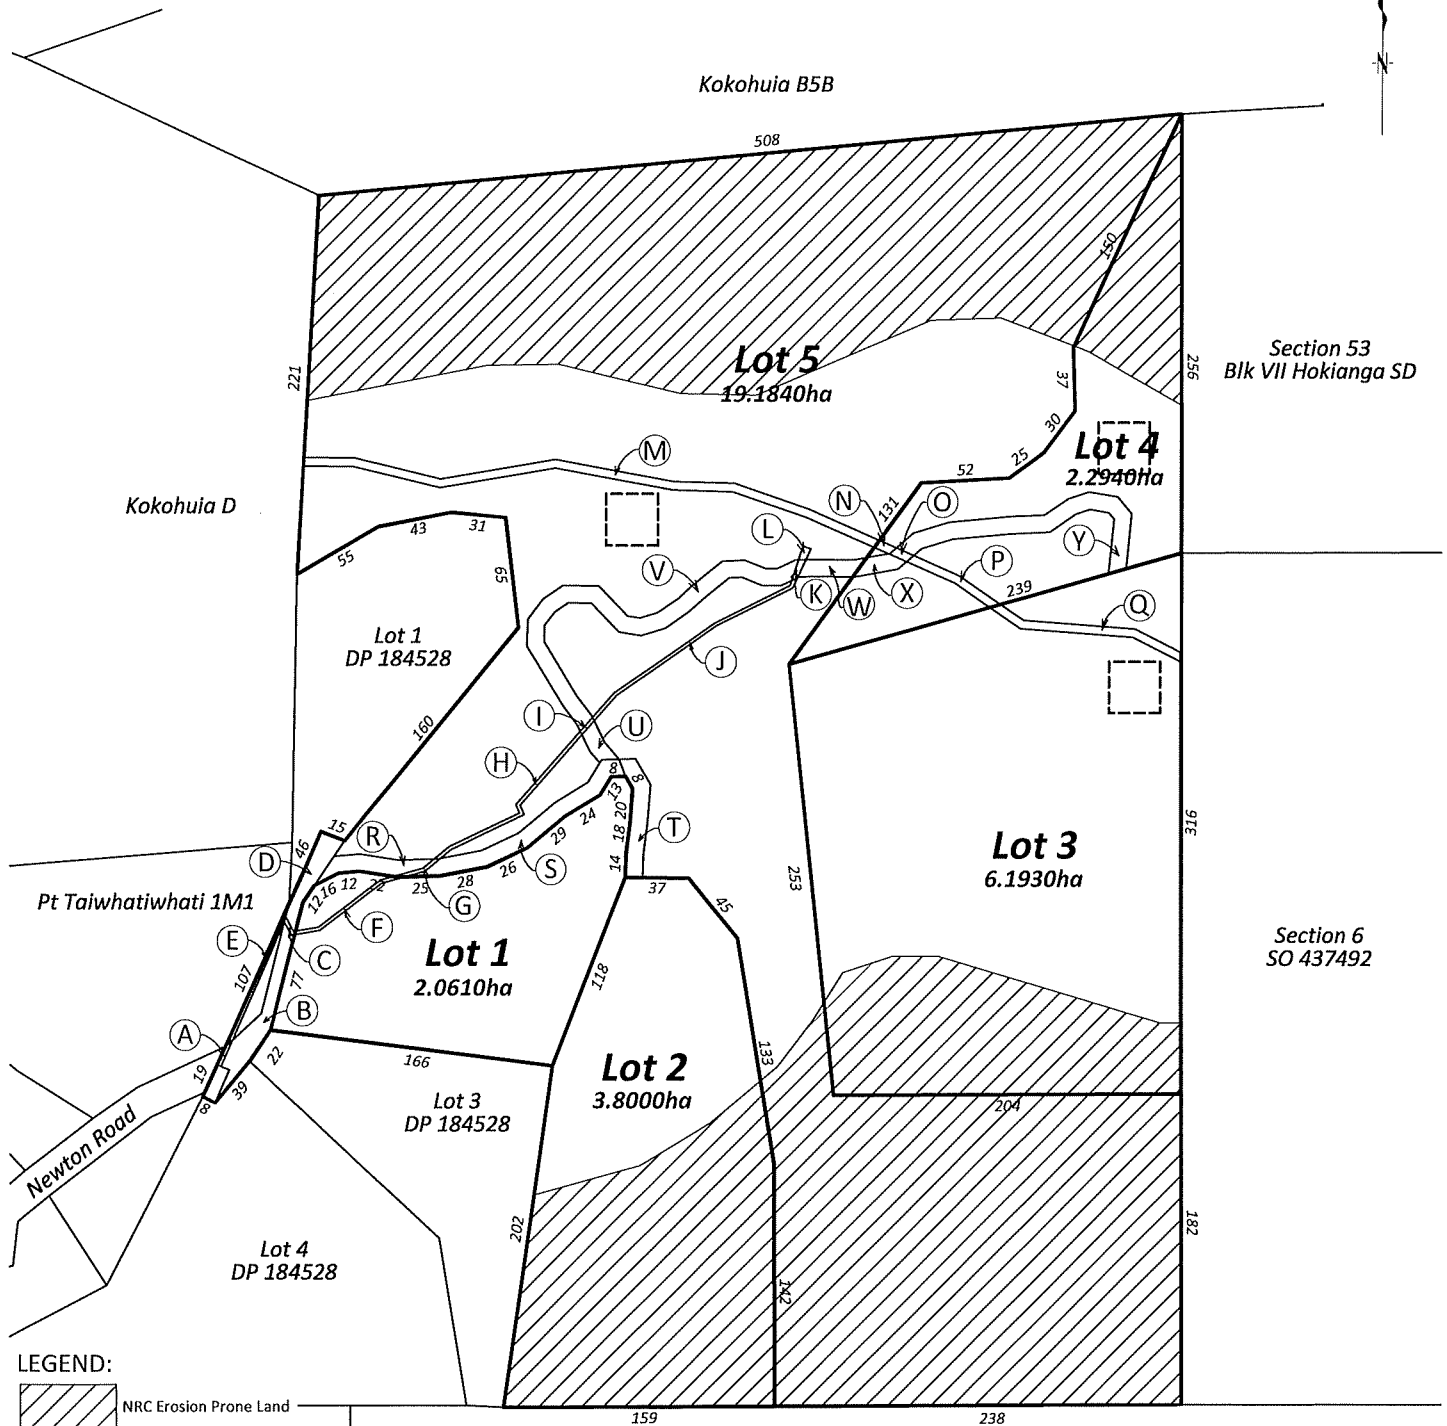 N
Kokohuia B5B
508
150
221
Lot 5
19.1840ha
37
256
Section 53
Blk VII Hokianga SD
30
25
52
Lot 4
2.2940ha
M
Kokohuia D
131
N
O
L
Y
43
31
55
65
V
P
K
W
X
239
Q
Lot 1
DP 184528
J
160
I
U
H
8
8
13
20
24
18
29
14
15
46
R
T
316
D
S
12
16
12
22
25
28
26
G
37
45
253
Lot 3
6.1930ha
Pt Taiwhatiwhati 1M1
F
E
C
107
77
B
A
Lot 1
2.0610ha
118
Section 6
SO 437492
19
8
39
22
166
133
Lot 2
3.8000ha
204
Newton Road
Lot 3
DP 184528
202
182
142
Lot 4
DP 184528
LEGEND:
NRC Erosion Prone Land
159
238